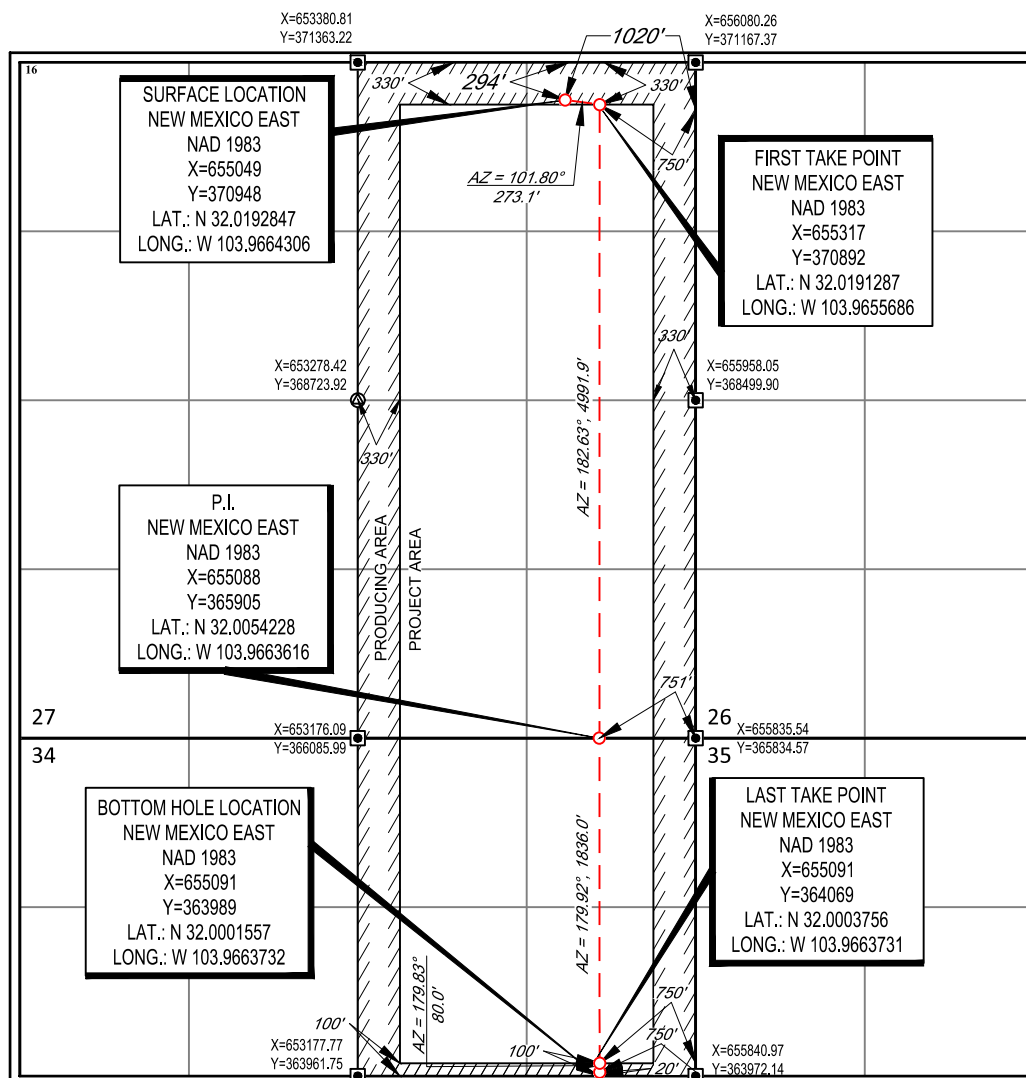 X=653380.81
Y=371363.22
X=656080.26
Y=371167.37
1020'
16
330'
294'
330'
SURFACE LOCATION
NEW MEXICO EAST
NAD 1983
X=655049
Y=370948
LAT.: N 32.0192847
LONG.: W 103.9664306
AZ = 101.80°
273.1'
750'
FIRST TAKE POINT
NEW MEXICO EAST
NAD 1983
X=655317
Y=370892
LAT.: N 32.0191287
LONG.: W 103.9655686
X=653278.42
Y=368723.92
330'
X=655958.05
Y=368499.90
330'
AZ = 182.63°, 4991.9'
P.I.
NEW MEXICO EAST
NAD 1983
X=655088
Y=365905
LAT.: N 32.0054228
LONG.: W 103.9663616
PRODUCING AREA
PROJECT AREA
751'
27
X=653176.09
Y=366085.99
26
X=655835.54
Y=365834.57
34
35
BOTTOM HOLE LOCATION
NEW MEXICO EAST
NAD 1983
X=655091
Y=363989
LAT.: N 32.0001557
LONG.: W 103.9663732
AZ = 179.92°, 1836.0'
LAST TAKE POINT
NEW MEXICO EAST
NAD 1983
X=655091
Y=364069
LAT.: N 32.0003756
LONG.: W 103.9663731
AZ = 179.83°
80.0'
750'
100'
X=653177.77
Y=363961.75
100'
750'
20'
X=655840.97
Y=363972.14